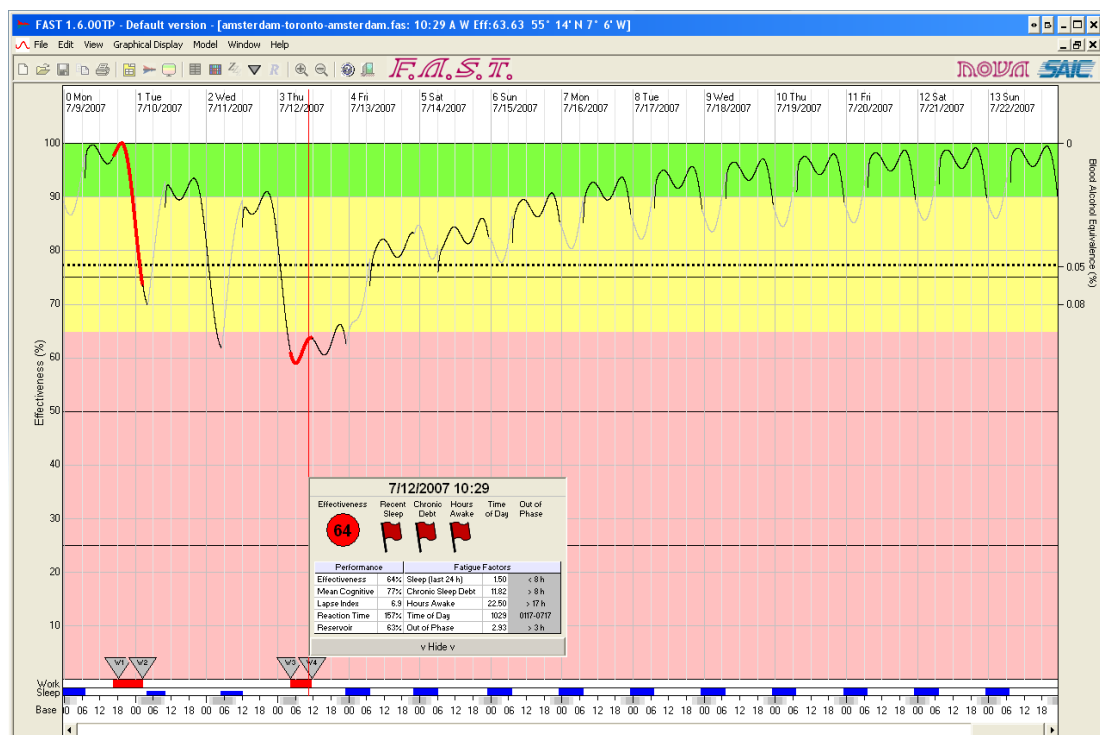 FAST 1.6.00TP - Default version - [amsterdam-toronto-amsterdam.fas: 10:29 A W Eff:63.63 55° 14' N 7° 6' W]
File Edit View Graphical Display Model Window Help
F.A.S.T. NOVA SAIC
0 Mon 1 Tue 2 Wed 3 Thu 4 Fri 5 Sat 6 Sun 7 Mon 8 Tue 9 Wed 10 Thu 11 Fri 12 Sat 13 Sun
7/9/2007 7/10/2007 7/11/2007 7/12/2007 7/13/2007 7/14/2007 7/15/2007 7/16/2007 7/17/2007 7/18/2007 7/19/2007 7/20/2007 7/21/2007 7/22/2007
100
90
80
70
60
50
40
30
20
10
Effectiveness (%)
0
0.05
0.08
Blood Alcohol Equivalence (%)
7/12/2007 10:29
Effectiveness Recent Sleep Chronic Debt Hours Awake Time of Day Out of Phase
64
Performance Fatigue Factors
Effectiveness 64% Sleep (last 24 h) 1.50 < 8 h
Mean Cognitive 77% Chronic Sleep Debt 11.82 > 8 h
Lapse Index 6.9 Hours Awake 22.50 > 17 h
Reaction Time 157% Time of Day 1029 0117-0717
Reservoir 63% Out of Phase 2.93 > 3 h
v Hide v
W1 W2 W3 W4
Work
Sleep
Base 0 06 12 18 00 06 12 18 00 06 12 18 00 06 12 18 00 06 12 18 00 06 12 18 00 06 12 18 00 06 12 18 00 06 12 18 00 06 12 18 00 06 12 18 00 06 12 18 00 06 12 18 00 06 12 18